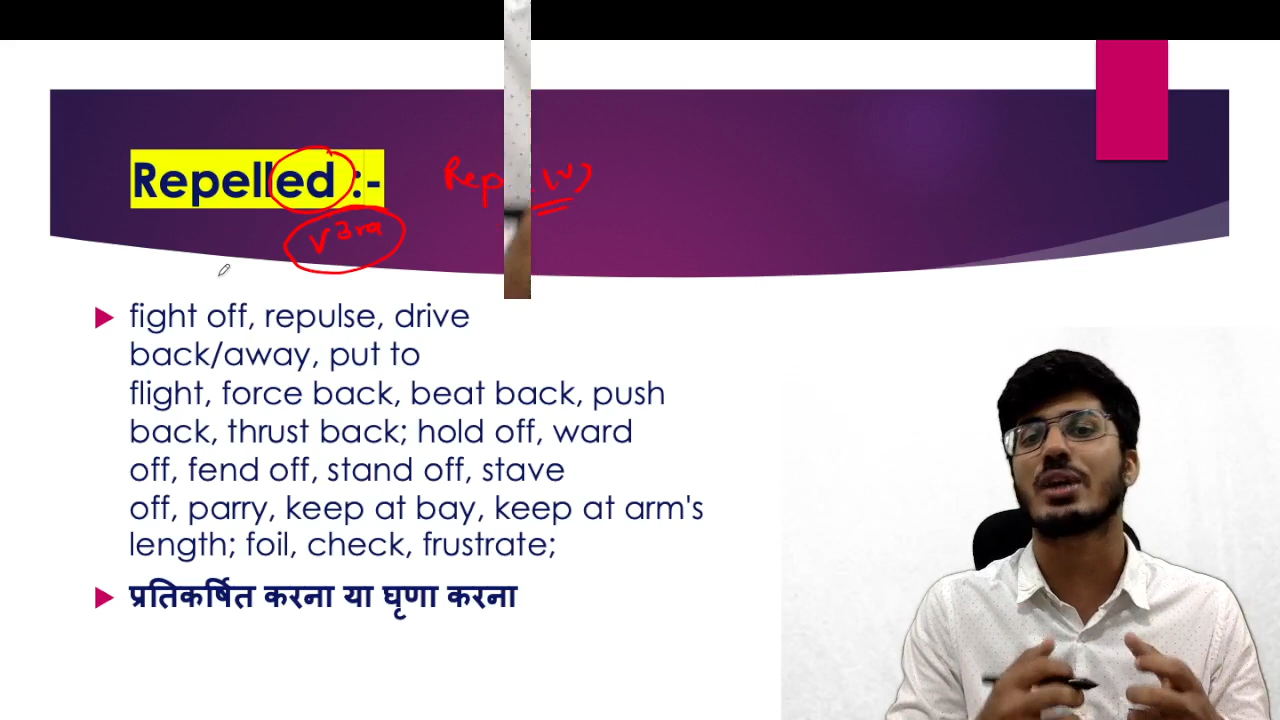 Repelled :-
Rep (v)
V 3rd
fight off, repulse, drive
back/away, put to
flight, force back, beat back, push
back, thrust back; hold off, ward
off, fend off, stand off, stave
off, parry, keep at bay, keep at arm's
length; foil, check, frustrate;
प्रतिकर्षित करना या घृणा करना